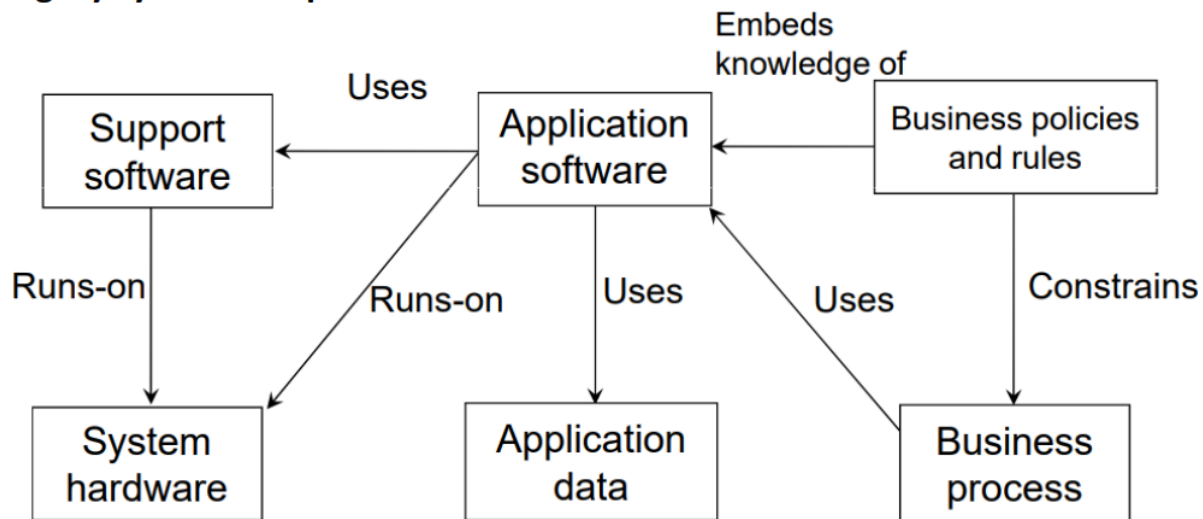 Embeds
knowledge of
Uses
Support
software
Application
software
Business policies
and rules
Runs-on
Runs-on
Uses
Uses
Constrains
System
hardware
Application
data
Business
process